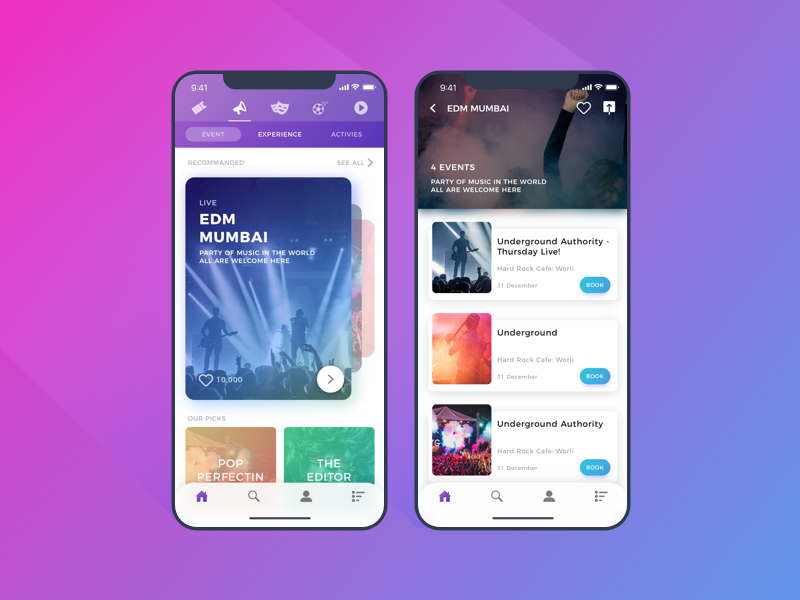 9:41
EVENT
EXPERIENCE
ACTIVIES
RECOMMANDED
SEE ALL
LIVE
EDM
MUMBAI
PARTY OF MUSIC IN THE WORLD
ALL ARE WELCOME HERE
10,000
OUR PICKS
POP
PERFECTIN
THE
EDITOR
9:41
EDM MUMBAI
4 EVENTS
PARTY OF MUSIC IN THE WORLD
ALL ARE WELCOME HERE
Underground Authority -
Thursday Live!
Hard Rock Cafe: Worli
31 December
BOOK
Underground
Hard Rock Cafe: Worli
31 December
BOOK
Underground Authority
Hard Rock Cafe: Worli
31 December
BOOK